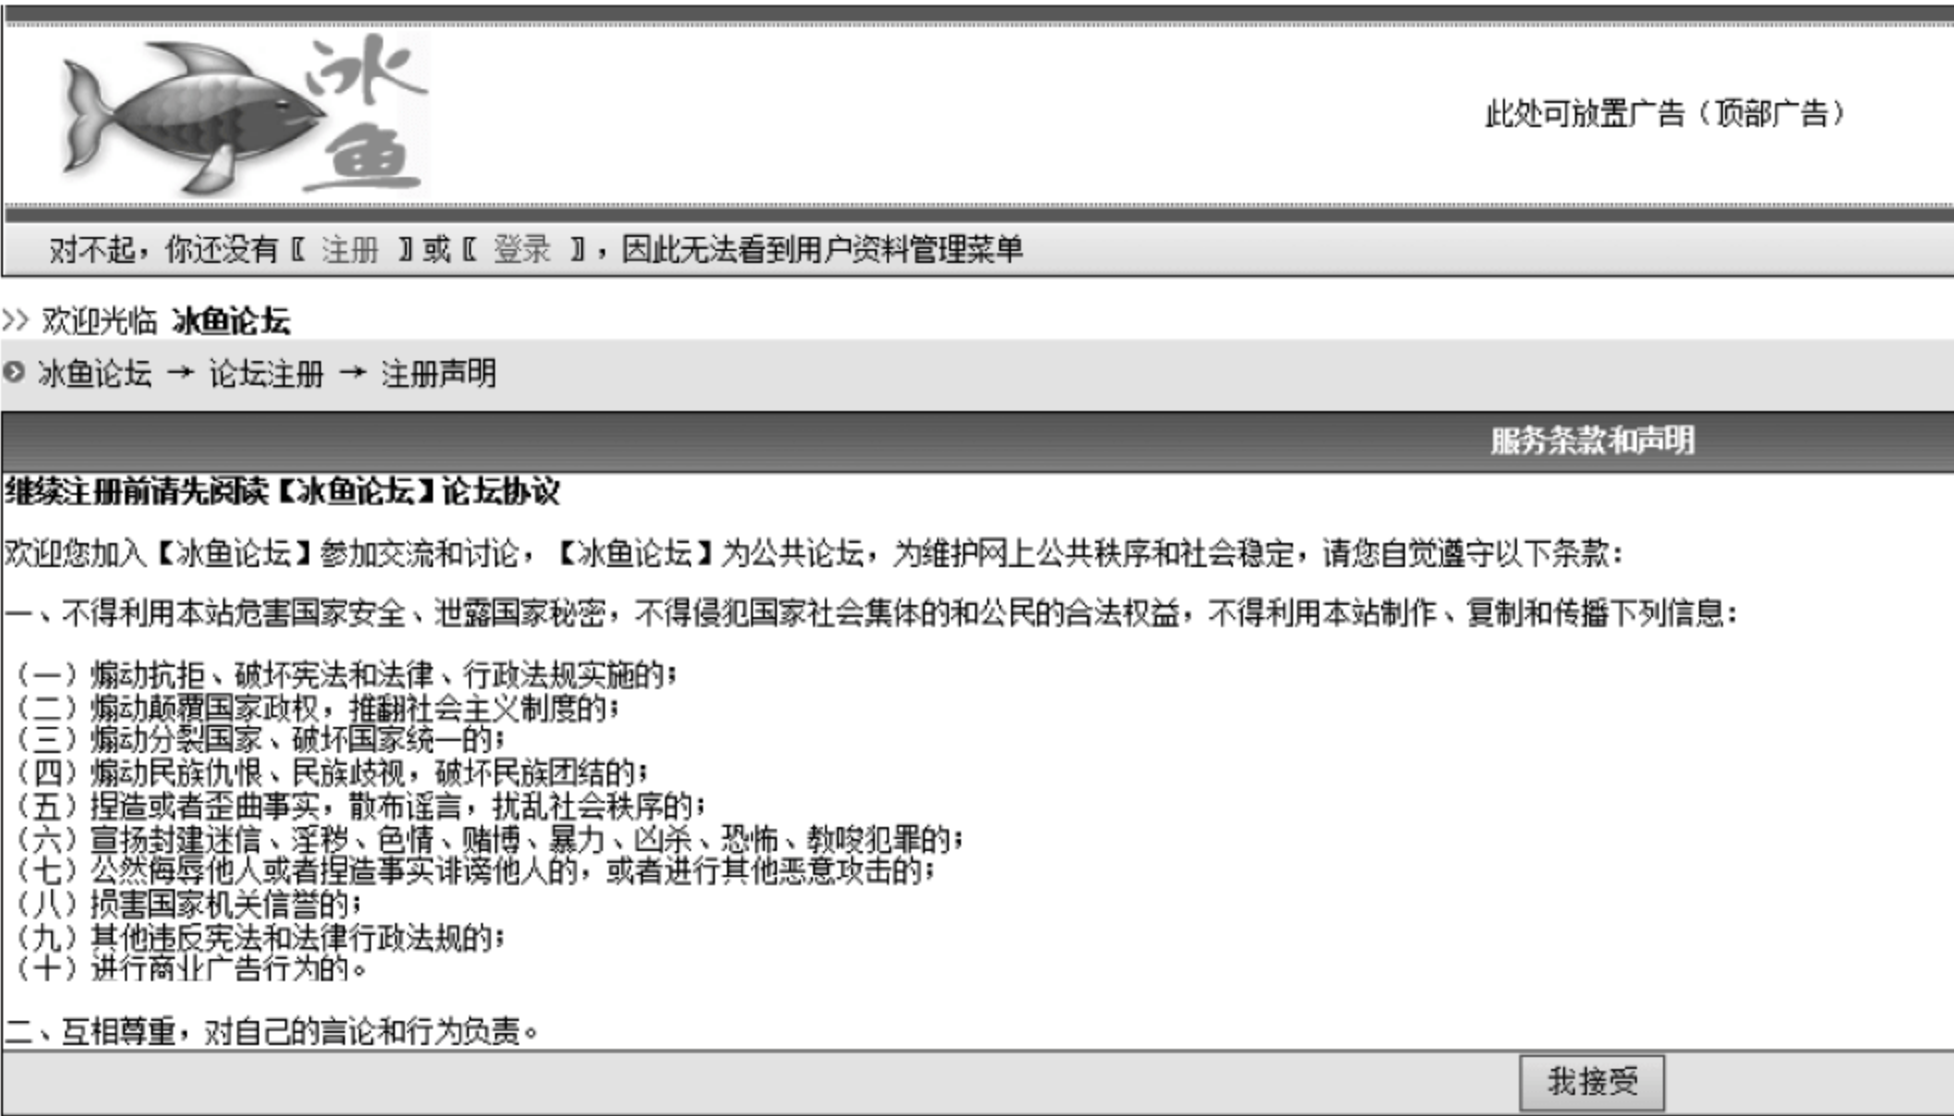 冰
鱼
此处可放置广告（顶部广告）
对不起，你还没有〖 注册 〗或〖 登录 〗，因此无法看到用户资料管理菜单
>> 欢迎光临 冰鱼论坛
冰鱼论坛 → 论坛注册 → 注册声明
服务条款和声明
继续注册前请先阅读【冰鱼论坛】论坛协议
欢迎您加入【冰鱼论坛】参加交流和讨论，【冰鱼论坛】为公共论坛，为维护网上公共秩序和社会稳定，请您自觉遵守以下条款：
一、不得利用本站危害国家安全、泄露国家秘密，不得侵犯国家社会集体的和公民的合法权益，不得利用本站制作、复制和传播下列信息：
（一）煽动抗拒、破坏宪法和法律、行政法规实施的；
（二）煽动颠覆国家政权，推翻社会主义制度的；
（三）煽动分裂国家、破坏国家统一的；
（四）煽动民族仇恨、民族歧视，破坏民族团结的；
（五）捏造或者歪曲事实，散布谣言，扰乱社会秩序的；
（六）宣扬封建迷信、淫秽、色情、赌博、暴力、凶杀、恐怖、教唆犯罪的；
（七）公然侮辱他人或者捏造事实诽谤他人的，或者进行其他恶意攻击的；
（八）损害国家机关信誉的；
（九）其他违反宪法和法律行政法规的；
（十）进行商业广告行为的。
二、互相尊重，对自己的言论和行为负责。
我接受